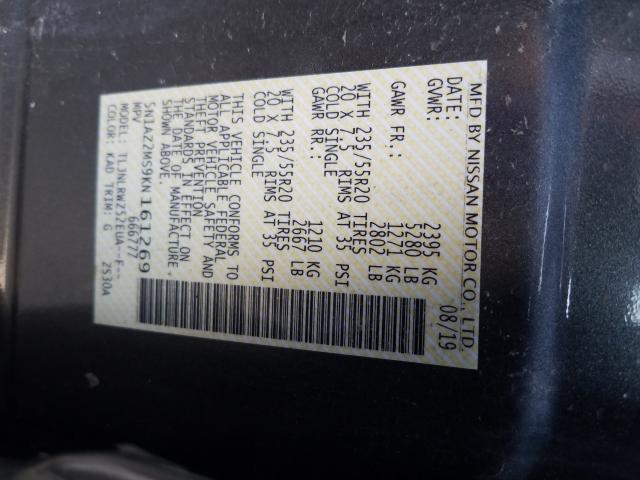 MFD BY NISSAN MOTOR CO., LTD.
DATE: 08/19
GVWR: 2395 KG
5280 LB
GAWR FR.: 1271 KG
2802 LB
WITH 235/55R20 TIRES
20 X 7.5 RIMS AT 35 PSI
COLD SINGLE
GAWR RR.: 1210 KG
2667 LB
WITH 235/55R20 TIRES
20 X 7.5 RIMS AT 35 PSI
COLD SINGLE
THIS VEHICLE CONFORMS TO
ALL APPLICABLE FEDERAL
MOTOR VEHICLE SAFETY AND
THEFT PREVENTION
STANDARDS IN EFFECT ON
THE DATE OF MANUFACTURE
SHOWN ABOVE.
5N1AZ2MS9KN161269
MPV 666777
MODEL: TLJNLRWZ52EUA--F--
COLOR: KAD TRIM: G ZS30A